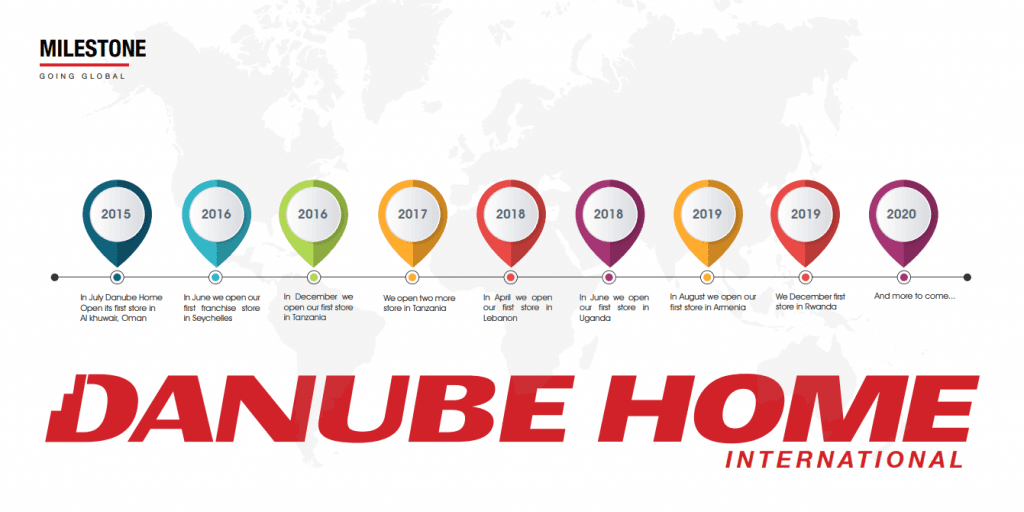 MILESTONE
GOING GLOBAL
2015
2016
2016
2017
2018
2018
2019
2019
2020
In July Danube Home
Open its first store in
Al khuwair, Oman
In June we open our
first franchise store
in Seychelles
In December we
open our first store
in Tanzania
We open two more
store in Tanzania
In April we open
our first store in
Lebanon
In June we open
our first store in
Uganda
In August we open our
first store in Armenia
We December first
store in Rwanda
And more to come...
DANUBE HOME
INTERNATIONAL